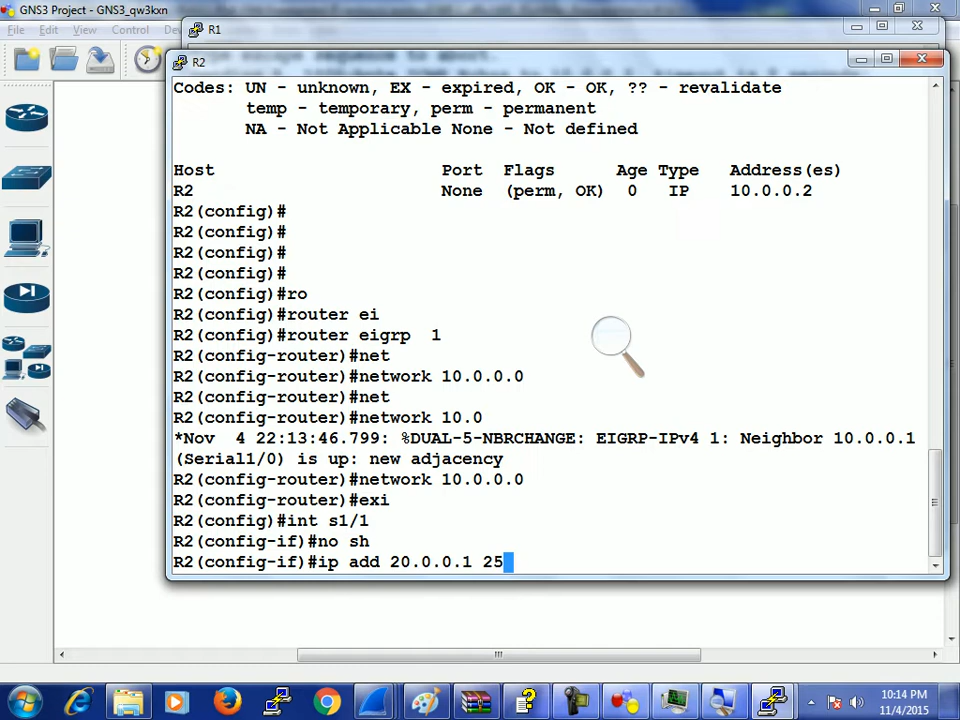 GNS3 Project - GNS3_qw3kxn
File Edit View Control
R1
R2
Codes: UN - unknown, EX - expired, OK - OK, ?? - revalidate
temp - temporary, perm - permanent
NA - Not Applicable None - Not defined
Host Port Flags Age Type Address(es)
R2 None (perm, OK) 0 IP 10.0.0.2
R2(config)#
R2(config)#
R2(config)#
R2(config)#
R2(config)#ro
R2(config)#router ei
R2(config)#router eigrp 1
R2(config-router)#net
R2(config-router)#network 10.0.0.0
R2(config-router)#net
R2(config-router)#network 10.0
*Nov 4 22:13:46.799: %DUAL-5-NBRCHANGE: EIGRP-IPv4 1: Neighbor 10.0.0.1
(Serial1/0) is up: new adjacency
R2(config-router)#network 10.0.0.0
R2(config-router)#exi
R2(config)#int s1/1
R2(config-if)#no sh
R2(config-if)#ip add 20.0.0.1 25
10:14 PM
11/4/2015